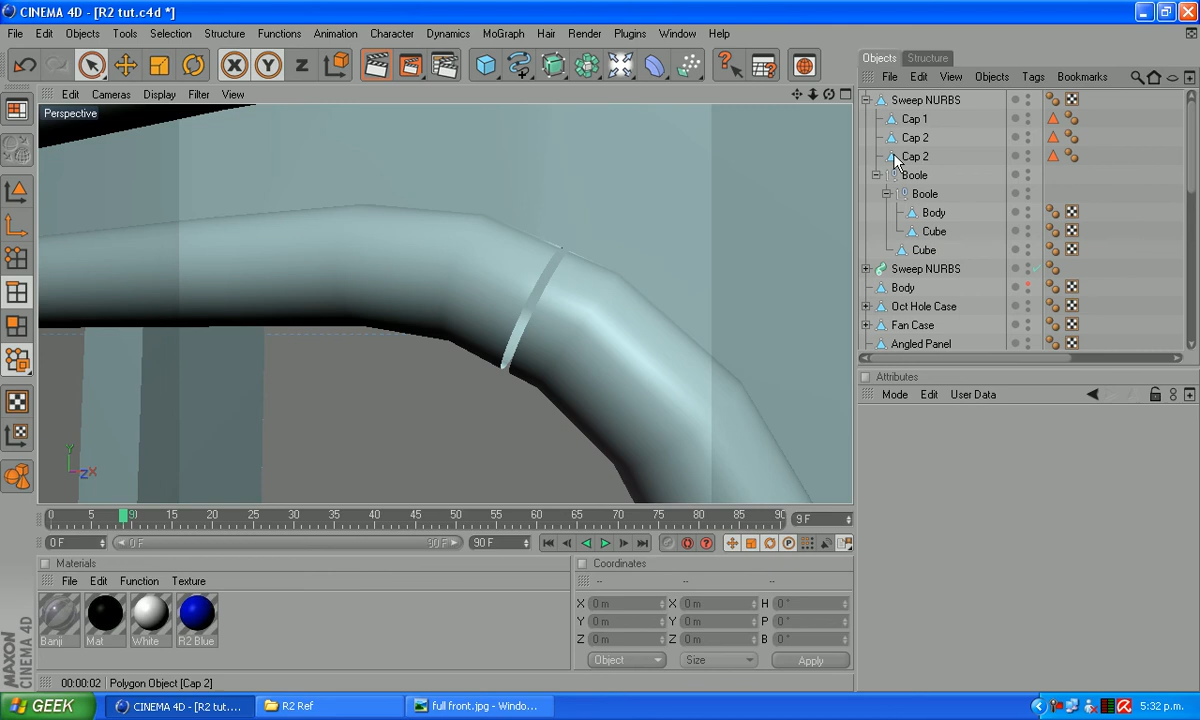 CINEMA 4D - [R2 tut.c4d *]
File Edit Objects Tools Selection Structure Functions Animation Character Dynamics MoGraph Hair Render Plugins Window Help
Edit Cameras Display Filter View
Perspective
Objects Structure
File Edit View Objects Tags Bookmarks
Sweep NURBS
Cap 1
Cap 2
Cap 2
Boole
Boole
Body
Cube
Cube
Sweep NURBS
Body
Oct Hole Case
Fan Case
Angled Panel
Attributes
Mode Edit User Data
0 5 9 15 20 25 30 35 40 45 50 55 60 65 70 75 80 85 90 9 F
0 F 0 F 90 F 90 F
Materials
File Edit Function Texture
Banji Mat White R2 Blue
Coordinates
-- -- --
X 0 m X 0 m H 0 °
Y 0 m Y 0 m P 0 °
Z 0 m Z 0 m B 0 °
Object Size Apply
MAXON
CINEMA 4D
00:00:02 Polygon Object [Cap 2]
GEEK CINEMA 4D - [R2 tut.... R2 Ref full front.jpg - Windo... 5:32 p.m.